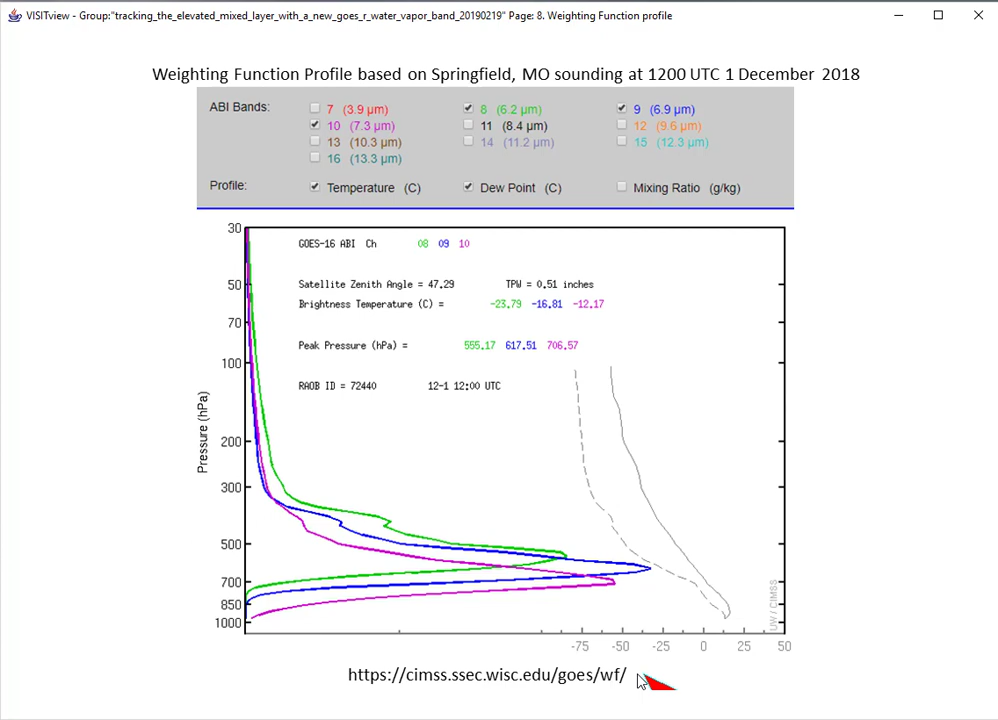 VISITview - Group:"tracking_the_elevated_mixed_layer_with_a_new_goes_r_water_vapor_band_20190219" Page: 8. Weighting Function profile
Weighting Function Profile based on Springfield, MO sounding at 1200 UTC 1 December 2018
ABI Bands: 7 (3.9 µm) 8 (6.2 µm) 9 (6.9 µm)
10 (7.3 µm) 11 (8.4 µm) 12 (9.6 µm)
13 (10.3 µm) 14 (11.2 µm) 15 (12.3 µm)
16 (13.3 µm)
Profile: Temperature (C) Dew Point (C) Mixing Ratio (g/kg)
30
GOES-16 ABI Ch 08 09 10
50
Satellite Zenith Angle = 47.29 TPW = 0.51 inches
Brightness Temperature (C) = -23.79 -16.81 -12.17
70
Peak Pressure (hPa) = 555.17 617.51 706.57
100
RAOB ID = 72440 12-1 12:00 UTC
Pressure (hPa)
200
300
500
700
850
1000
UW / CIMSS
-75 -50 -25 0 25 50
https://cimss.ssec.wisc.edu/goes/wf/